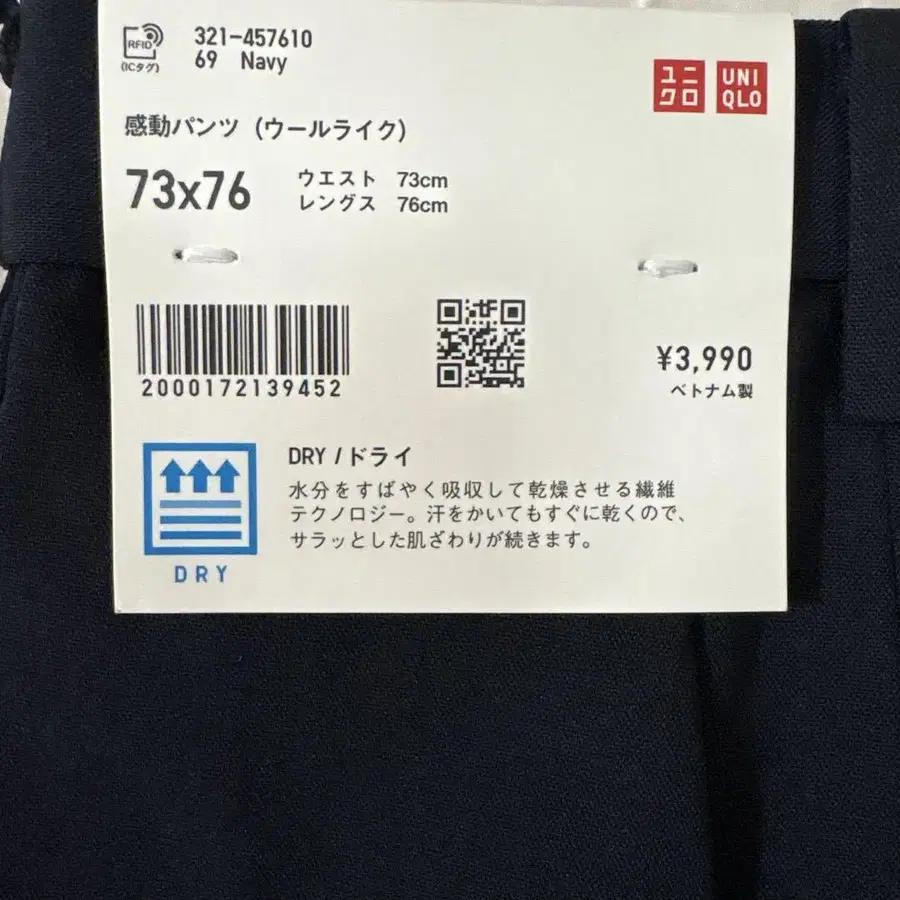 RFID
(ICタグ)
321-457610
69 Navy
ユニクロ
UNIQLO
感動パンツ (ウールライク)
73x76
ウエスト 73cm
レングス 76cm
2000172139452
¥3,990
ベトナム製
DRY
DRY / ドライ
水分をすばやく吸収して乾燥させる繊維
テクノロジー。汗をかいてもすぐに乾くので、
サラッとした肌ざわりが続きます。